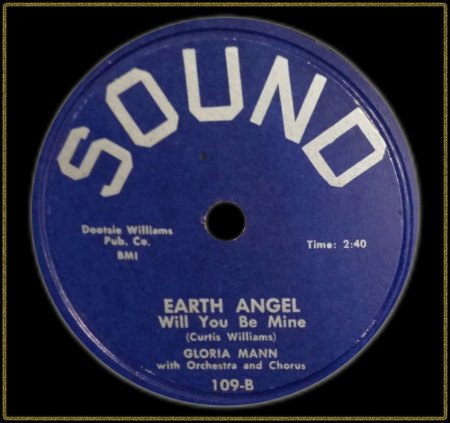 SOUND
Dootsie Williams
Pub. Co.
BMI
Time: 2:40
EARTH ANGEL
Will You Be Mine
(Curtis Williams)
GLORIA MANN
with Orchestra and Chorus
109-B